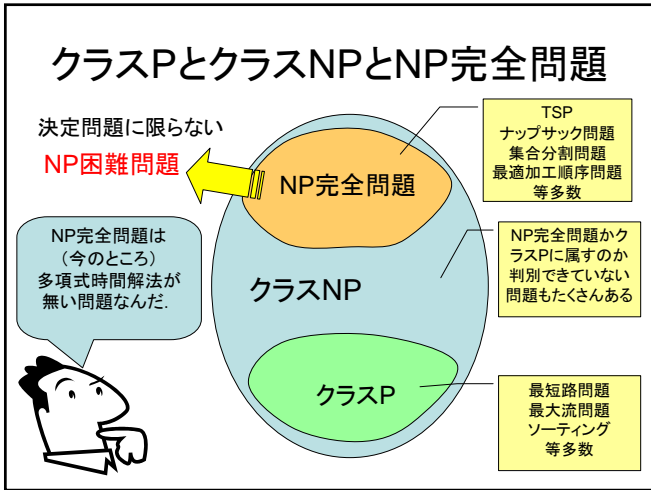 クラスPとクラスNPとNP完全問題
決定問題に限らない
NP困難問題
NP完全問題
TSP
ナップサック問題
集合分割問題
最適加工順序問題
等多数
NP完全問題は
(今のところ)
多項式時間解法が
無い問題なんだ.
クラスNP
NP完全問題かク
ラスPに属すのか
判別できていない
問題もたくさんある
クラスP
最短路問題
最大流問題
ソーティング
等多数